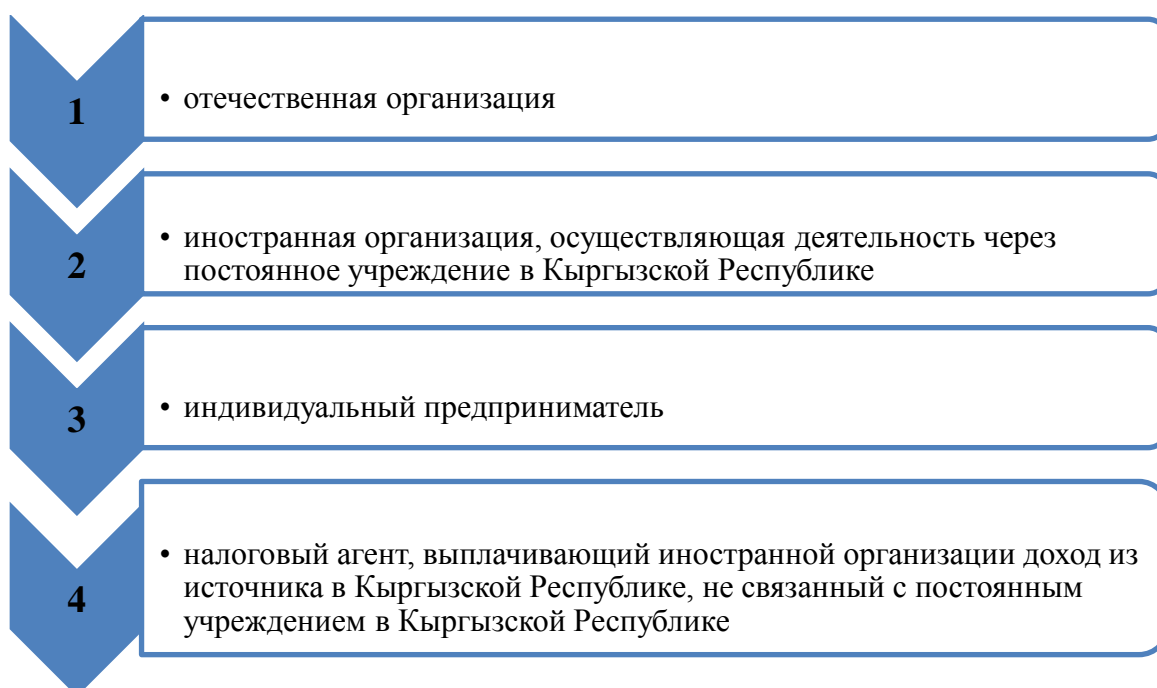 1
• отечественная организация
2
• иностранная организация, осуществляющая деятельность через
постоянное учреждение в Кыргызской Республике
3
• индивидуальный предприниматель
4
• налоговый агент, выплачивающий иностранной организации доход из
источника в Кыргызской Республике, не связанный с постоянным
учреждением в Кыргызской Республике